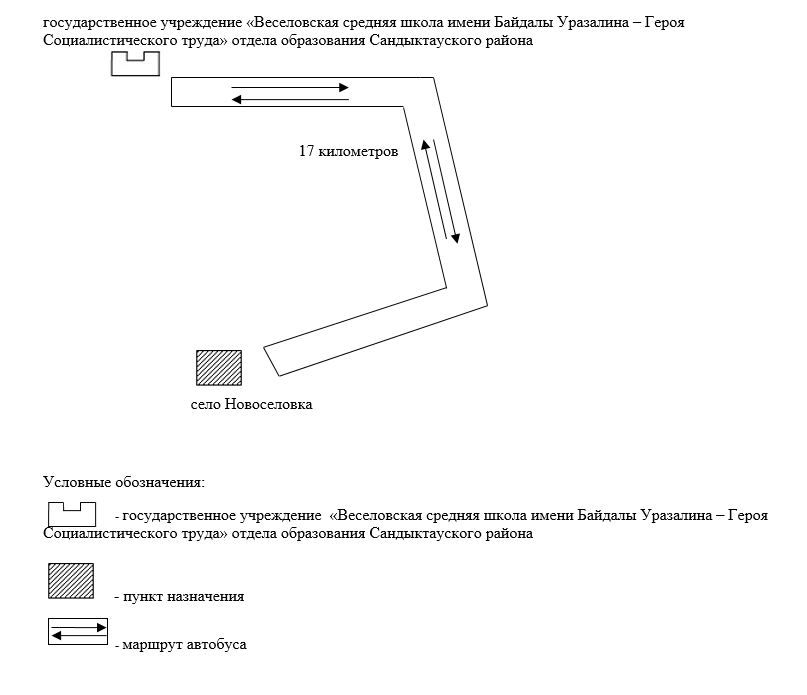 государственное учреждение «Веселовская средняя школа имени Байдалы Уразалина – Героя
Социалистического труда» отдела образования Сандыктауского района
17 километров
село Новоселовка
Условные обозначения:
- государственное учреждение «Веселовская средняя школа имени Байдалы Уразалина – Героя
Социалистического труда» отдела образования Сандыктауского района
- пункт назначения
- маршрут автобуса